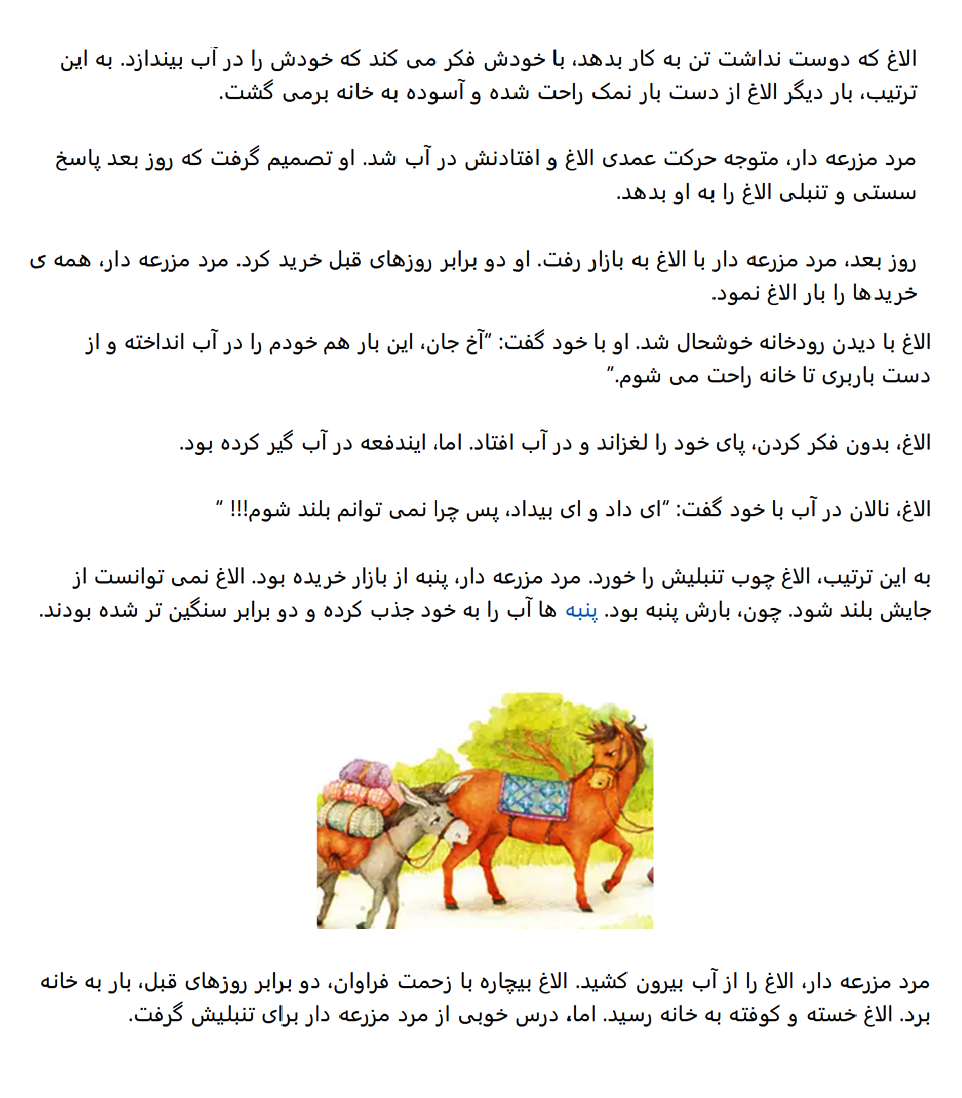 الاغ که دوست نداشت تن به کار بدهد، با خودش فکر می کند که خودش را در آب بیندازد. به این
ترتیب، بار دیگر الاغ از دست بار نمک راحت شده و آسوده به خانه برمی گشت.
مرد مزرعه دار، متوجه حرکت عمدی الاغ و افتادنش در آب شد. او تصمیم گرفت که روز بعد پاسخ
سستی و تنبلی الاغ را به او بدهد.
روز بعد، مرد مزرعه دار با الاغ به بازار رفت. او دو برابر روزهای قبل خرید کرد. مرد مزرعه دار، همه ی
خریدها را بار الاغ نمود.
الاغ با دیدن رودخانه خوشحال شد. او با خود گفت: “آخ جان، این بار هم خودم را در آب انداخته و از
دست باربری تا خانه راحت می شوم.”
الاغ، بدون فکر کردن، پای خود را لغزاند و در آب افتاد. اما، ایندفعه در آب گیر کرده بود.
الاغ، نالان در آب با خود گفت: “ای داد و ای بیداد، پس چرا نمی توانم بلند شوم!!! “
به این ترتیب، الاغ چوب تنبلیش را خورد. مرد مزرعه دار، پنبه از بازار خریده بود. الاغ نمی توانست از
جایش بلند شود. چون، بارش پنبه بود. پنبه ها آب را به خود جذب کرده و دو برابر سنگین تر شده بودند.
مرد مزرعه دار، الاغ را از آب بیرون کشید. الاغ بیچاره با زحمت فراوان، دو برابر روزهای قبل، بار به خانه
برد. الاغ خسته و کوفته به خانه رسید. اما، درس خوبی از مرد مزرعه دار برای تنبلیش گرفت.